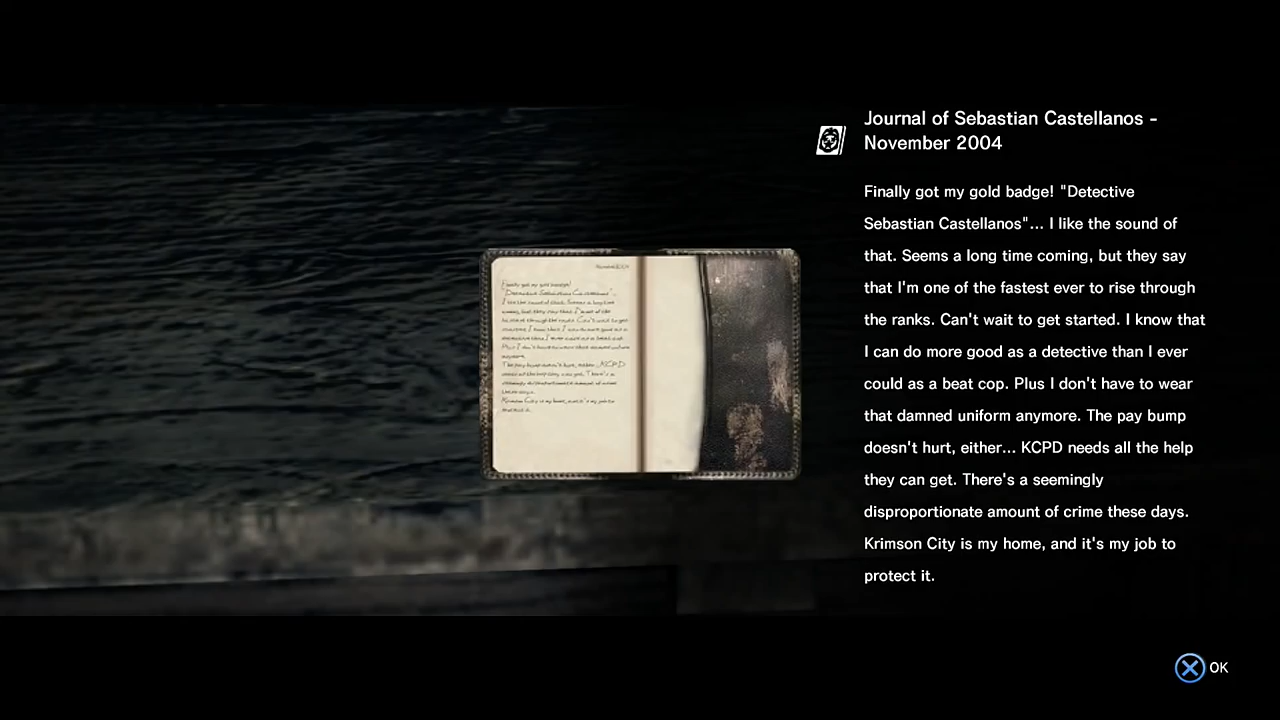 Journal of Sebastian Castellanos -
November 2004
Finally got my gold badge! "Detective
Sebastian Castellanos"... I like the sound of
that. Seems a long time coming, but they say
that I'm one of the fastest ever to rise through
the ranks. Can't wait to get started. I know that
I can do more good as a detective than I ever
could as a beat cop. Plus I don't have to wear
that damned uniform anymore. The pay bump
doesn't hurt, either... KCPD needs all the help
they can get. There's a seemingly
disproportionate amount of crime these days.
Krimson City is my home, and it's my job to
protect it.
OK